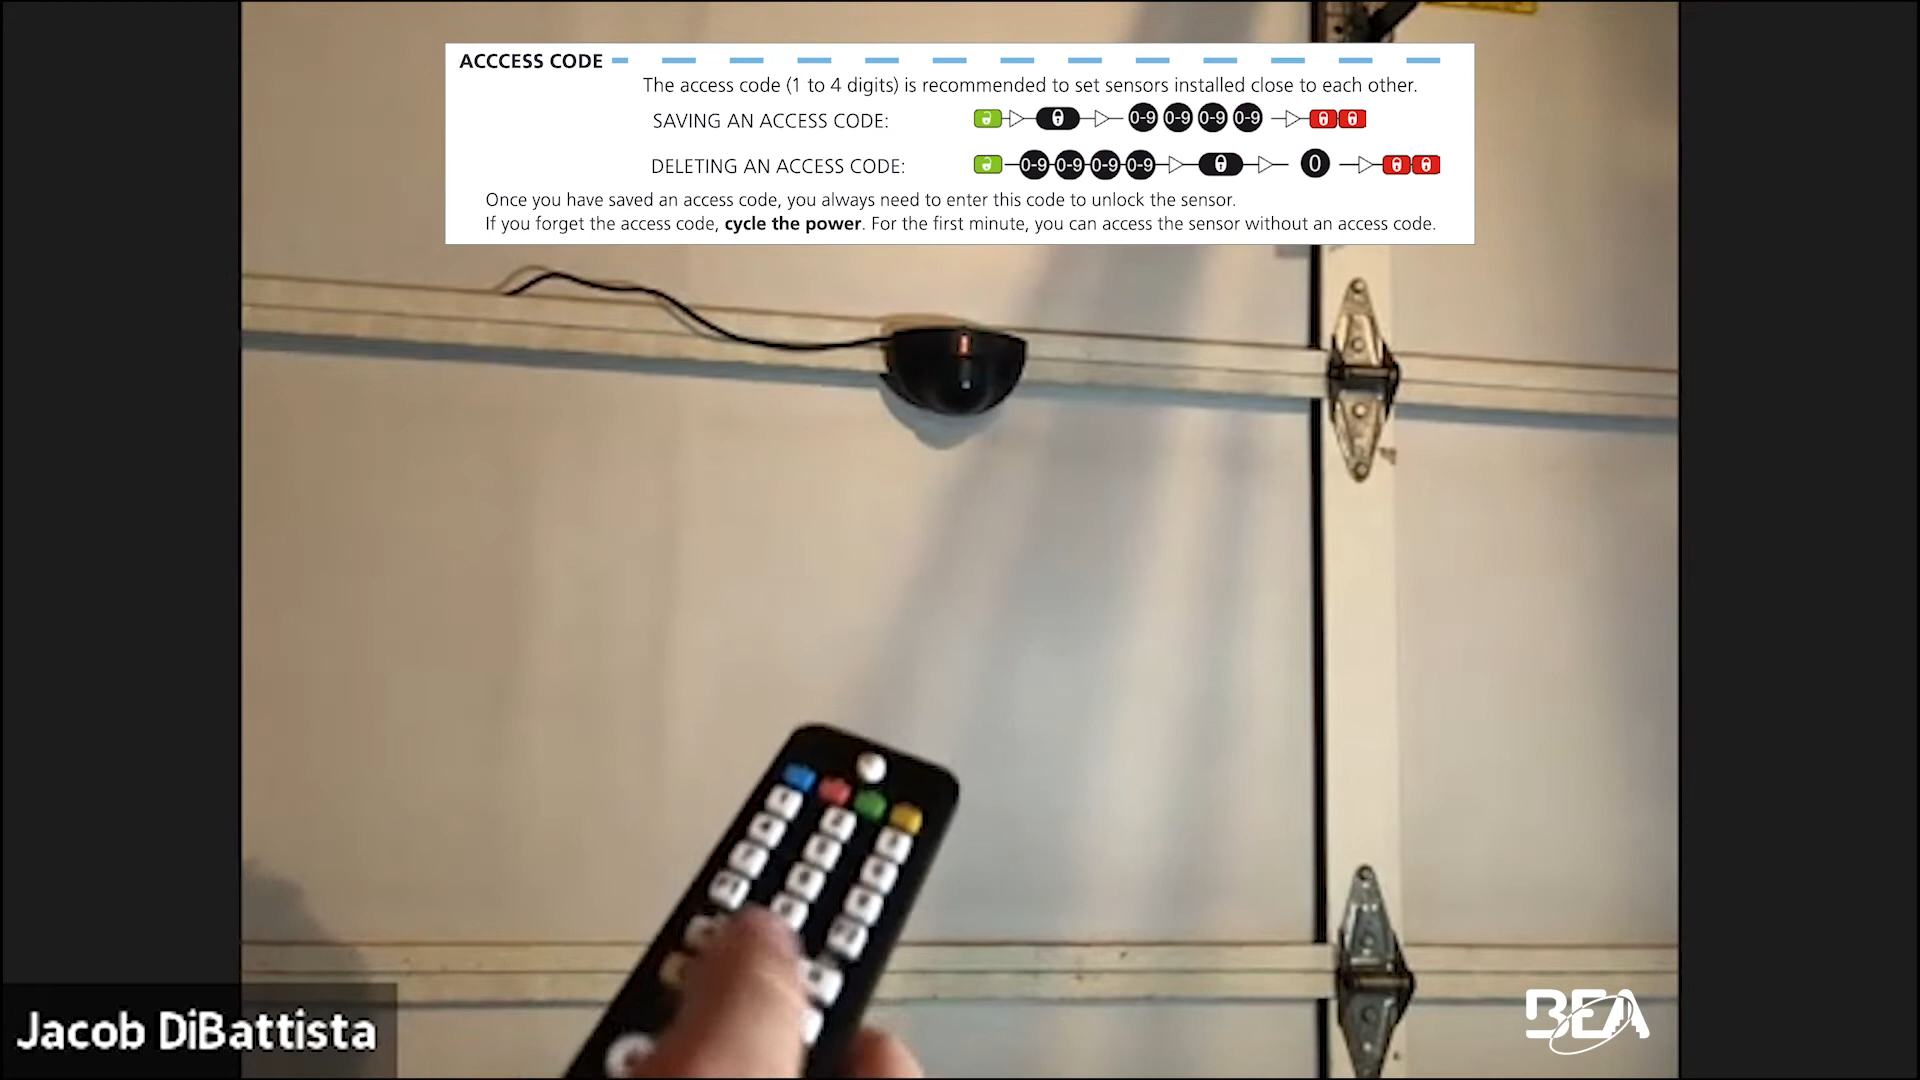 ACCCESS CODE
The access code (1 to 4 digits) is recommended to set sensors installed close to each other.
SAVING AN ACCESS CODE: 0-9 0-9 0-9 0-9
DELETING AN ACCESS CODE: 0-9 0-9 0-9 0-9 0
Once you have saved an access code, you always need to enter this code to unlock the sensor.
If you forget the access code, cycle the power. For the first minute, you can access the sensor without an access code.
Jacob DiBattista
BEA